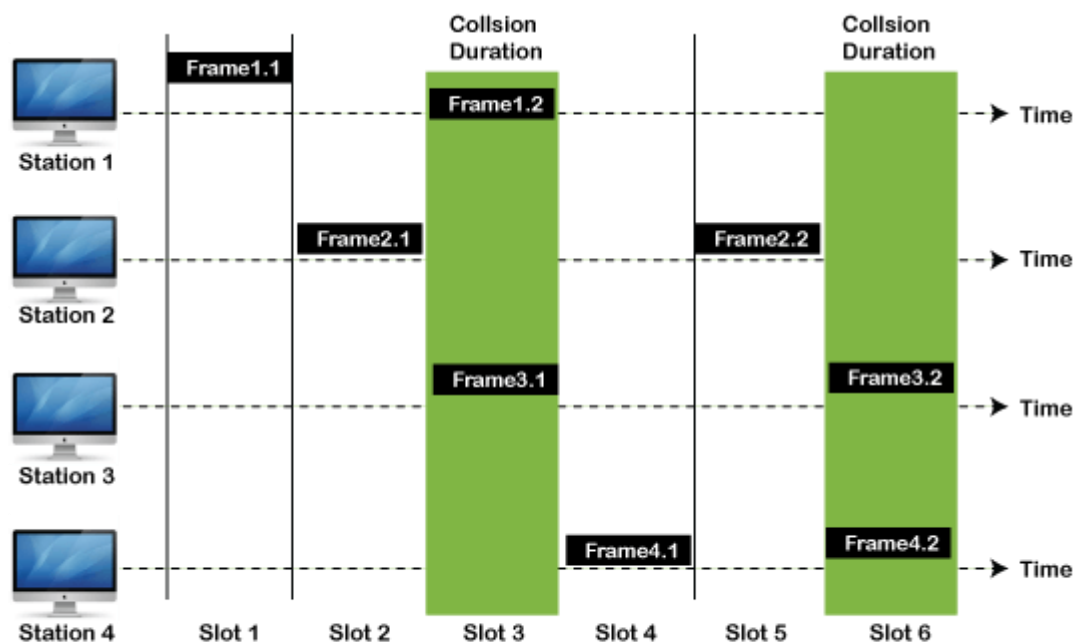 Collsion
Duration
Collsion
Duration
Frame1.1
Frame1.2
Time
Station 1
Frame2.1
Frame2.2
Time
Station 2
Frame3.1
Frame3.2
Time
Station 3
Frame4.1
Frame4.2
Time
Station 4
Slot 1
Slot 2
Slot 3
Slot 4
Slot 5
Slot 6